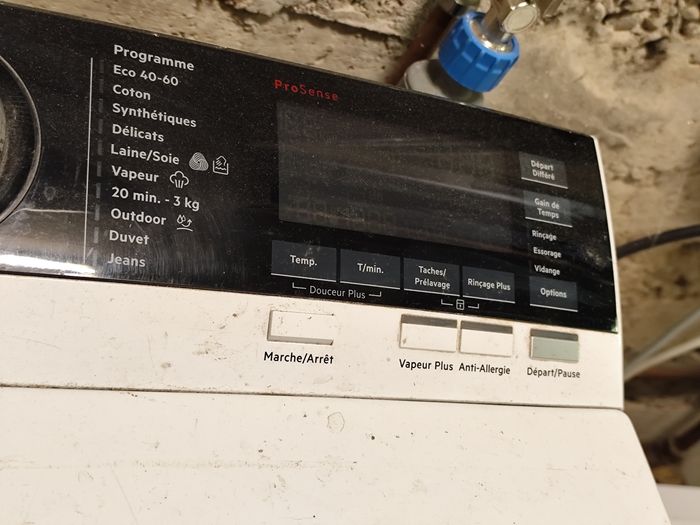 Programme
Eco 40-60
Coton
Synthétiques
Délicats
Laine/Soie
Vapeur
20 min. - 3 kg
Outdoor
Duvet
Jeans
ProSense
Départ
Différé
Gain de
Temps
Rinçage
Essorage
Vidange
Options
Temp.
T/min.
Taches/
Prélavage
Rinçage Plus
Douceur Plus
Marche/Arrêt
Vapeur Plus
Anti-Allergie
Départ/Pause